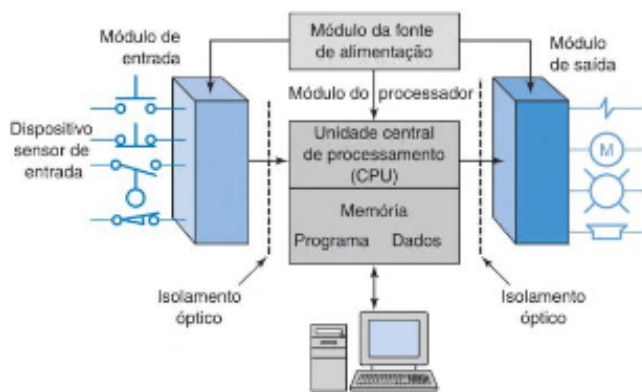 Módulo da fonte
de alimentação
Módulo de
entrada
Módulo
de saída
Módulo do processador
Dispositivo
sensor de
entrada
Unidade central
de processamento
(CPU)
M
Memória
Programa Dados
Isolamento
óptico
Isolamento
óptico